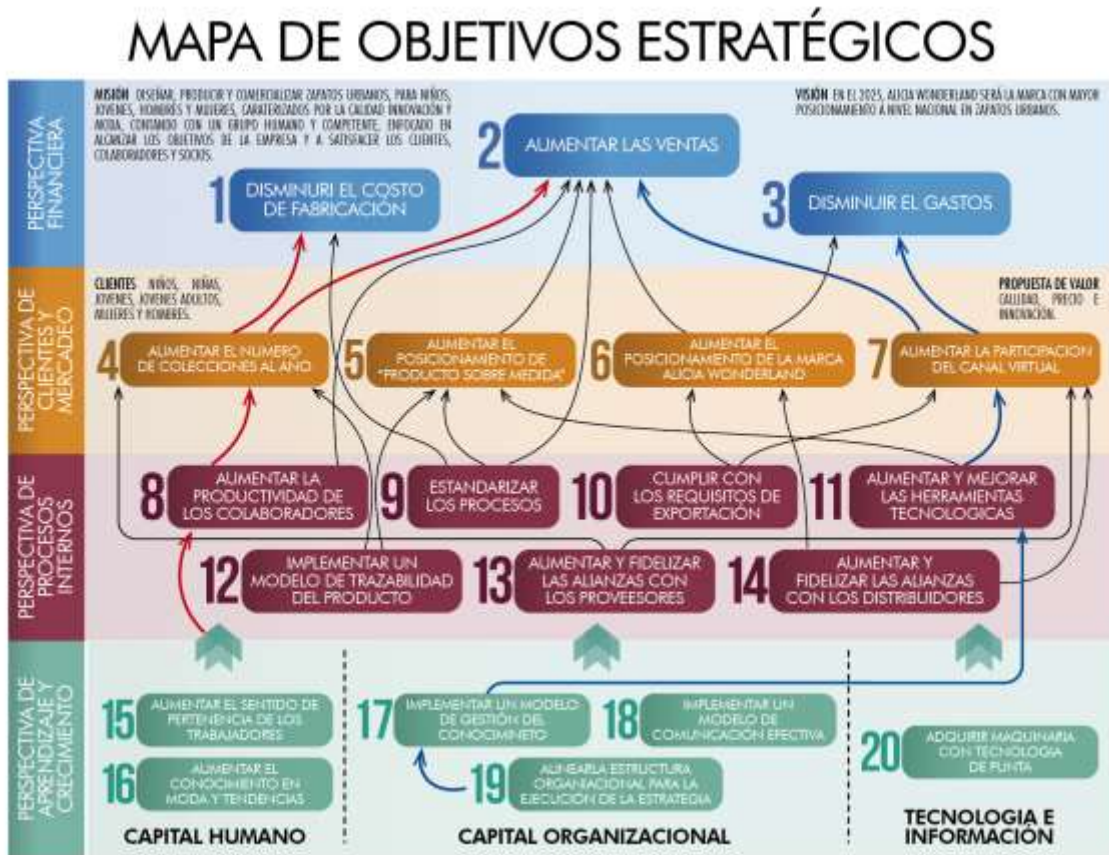 MAPA DE OBJETIVOS ESTRATÉGICOS
PERSPECTIVA
FINANCIERA
MISIÓN DISEÑAR, PRODUCIR Y COMERCIALIZAR ZAPATOS URBANOS, PARA NIÑOS,
JOVENES, HOMBRES Y MUJERES, CARATERIZADOS POR LA CALIDAD INNOVACIÓN Y
MODA, CONTANDO CON UN GRUPO HUMANO Y COMPETENTE, ENFOCADO EN
ALCANZAR LOS OBJETIVOS DE LA EMPRESA Y A SATISFACER LOS CLIENTES,
COLABORADORES Y SOCIOS.
VISIÓN EN EL 2025, ALICIA WONDERLAND SERÁ LA MARCA CON MAYOR
POSICIONAMIENTO A NIVEL NACIONAL EN ZAPATOS URBANOS.
1 DISMINURI EL COSTO
DE FABRICACIÓN
2 AUMENTAR LAS VENTAS
3 DISMINUIR EL GASTOS
PERSPECTIVA DE
CLIENTES Y
MERCADEO
CLIENTES NIÑOS, NIÑAS,
JOVENES, JOVENES ADULTOS,
MUJERES Y HOMBRES.
PROPUESTA DE VALOR
CALIDAD, PRECIO E
INNOVACIÓN.
4 AUMENTAR EL NUMERO
DE COLECCIONES AL AÑO
5 AUMENTAR EL
POSICIONAMIENTO DE
"PRODUCTO SOBRE MEDIDA"
6 AUMENTAR EL
POSICIONAMIENTO DE LA MARCA
ALICIA WONDERLAND
7 AUMENTAR LA PARTICIPACION
DEL CANAL VIRTUAL
PERSPECTIVA DE
PROCESOS
INTERNOS
8 AUMENTAR LA
PRODUCTIVIDAD DE
LOS COLABORADORES
9 ESTANDARIZAR
LOS PROCESOS
10 CUMPLIR CON
LOS REQUISITOS DE
EXPORTACIÓN
11 AUMENTAR Y MEJORAR
LAS HERRAMIENTAS
TECNOLOGICAS
12 IMPLEMENTAR UN
MODELO DE TRAZABILIDAD
DEL PRODUCTO
13 AUMENTAR Y FIDELIZAR
LAS ALIANZAS CON
LOS PROVEESORES
14 AUMENTAR Y
FIDELIZAR LAS ALIANZAS
CON LOS DISTRIBUIDORES
PERSPECTIVA DE
APRENDIZAJE Y
CRECIMIENTO
15 AUMENTAR EL SENTIDO DE
PERTENENCIA DE LOS
TRABAJADORES
16 AUMENTAR EL
CONOCIMIENTO EN
MODA Y TENDENCIAS
17 IMPLEMENTAR UN MODELO
DE GESTIÓN DEL
CONOCIMINETO
18 IMPLEMENTAR UN
MODELO DE
COMUNICACIÓN EFECTIVA
19 ALINEARLA ESTRUCTURA
ORGANIACIONAL PARA LA
EJECUCIÓN DE LA ESTRATEGIA
20 ADQUIRIR MAQUINARIA
CON TECNOLOGIA
DE PUNTA
CAPITAL HUMANO
CAPITAL ORGANIZACIONAL
TECNOLOGIA E
INFORMACIÓN